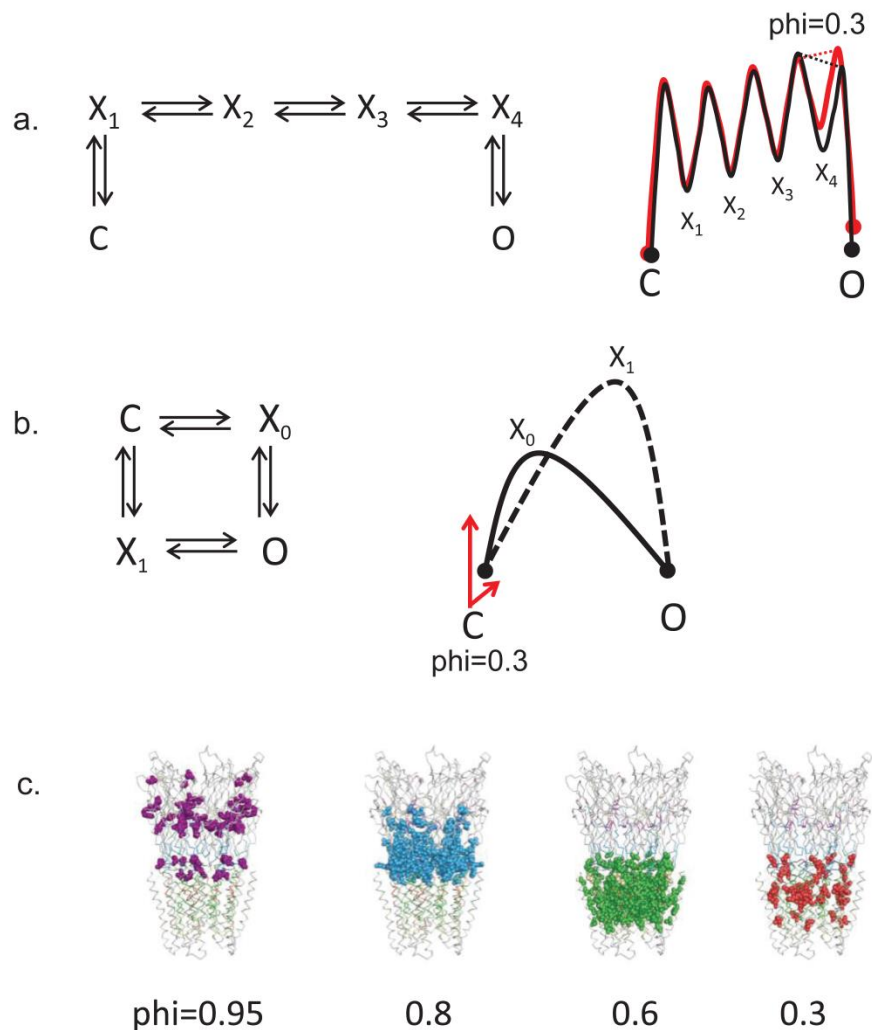 phi=0.3
a.
X₁ X₂ X₃ X₄
C O
X₁
X₂
X₃
X₄
C O
b.
C X₀
X₁ O
X₁
X₀
C O
phi=0.3
c.
phi=0.95 0.8 0.6 0.3